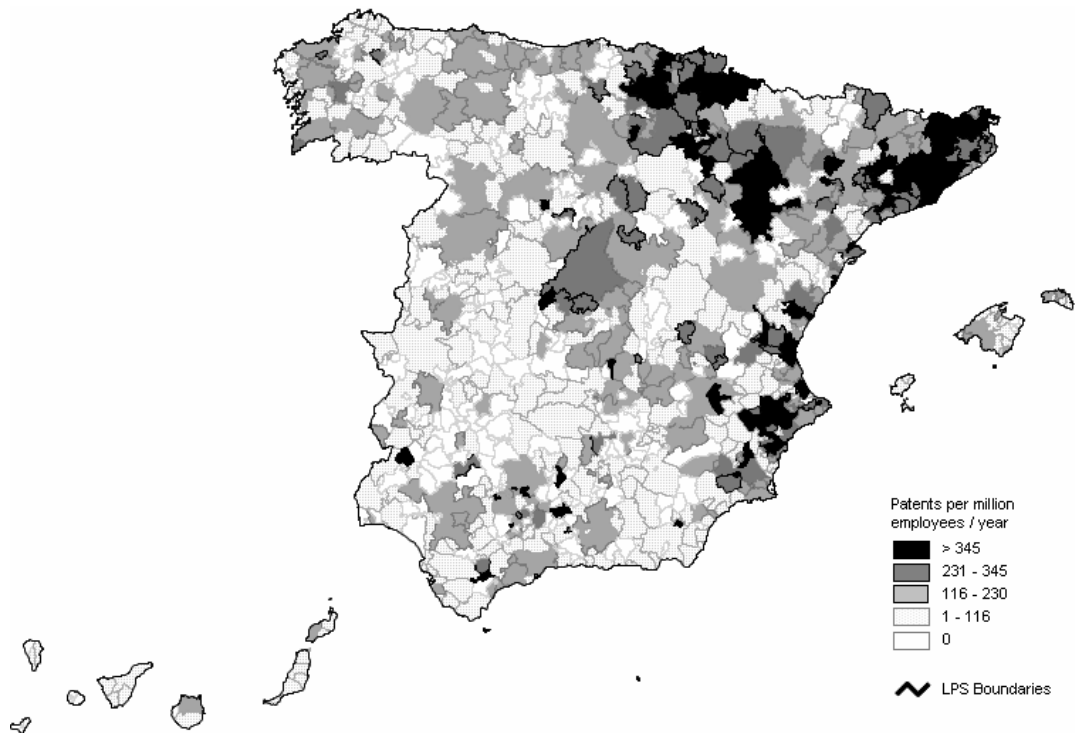 Patents per million
employees / year
> 345
231 - 345
116 - 230
1 - 116
0
LPS Boundaries